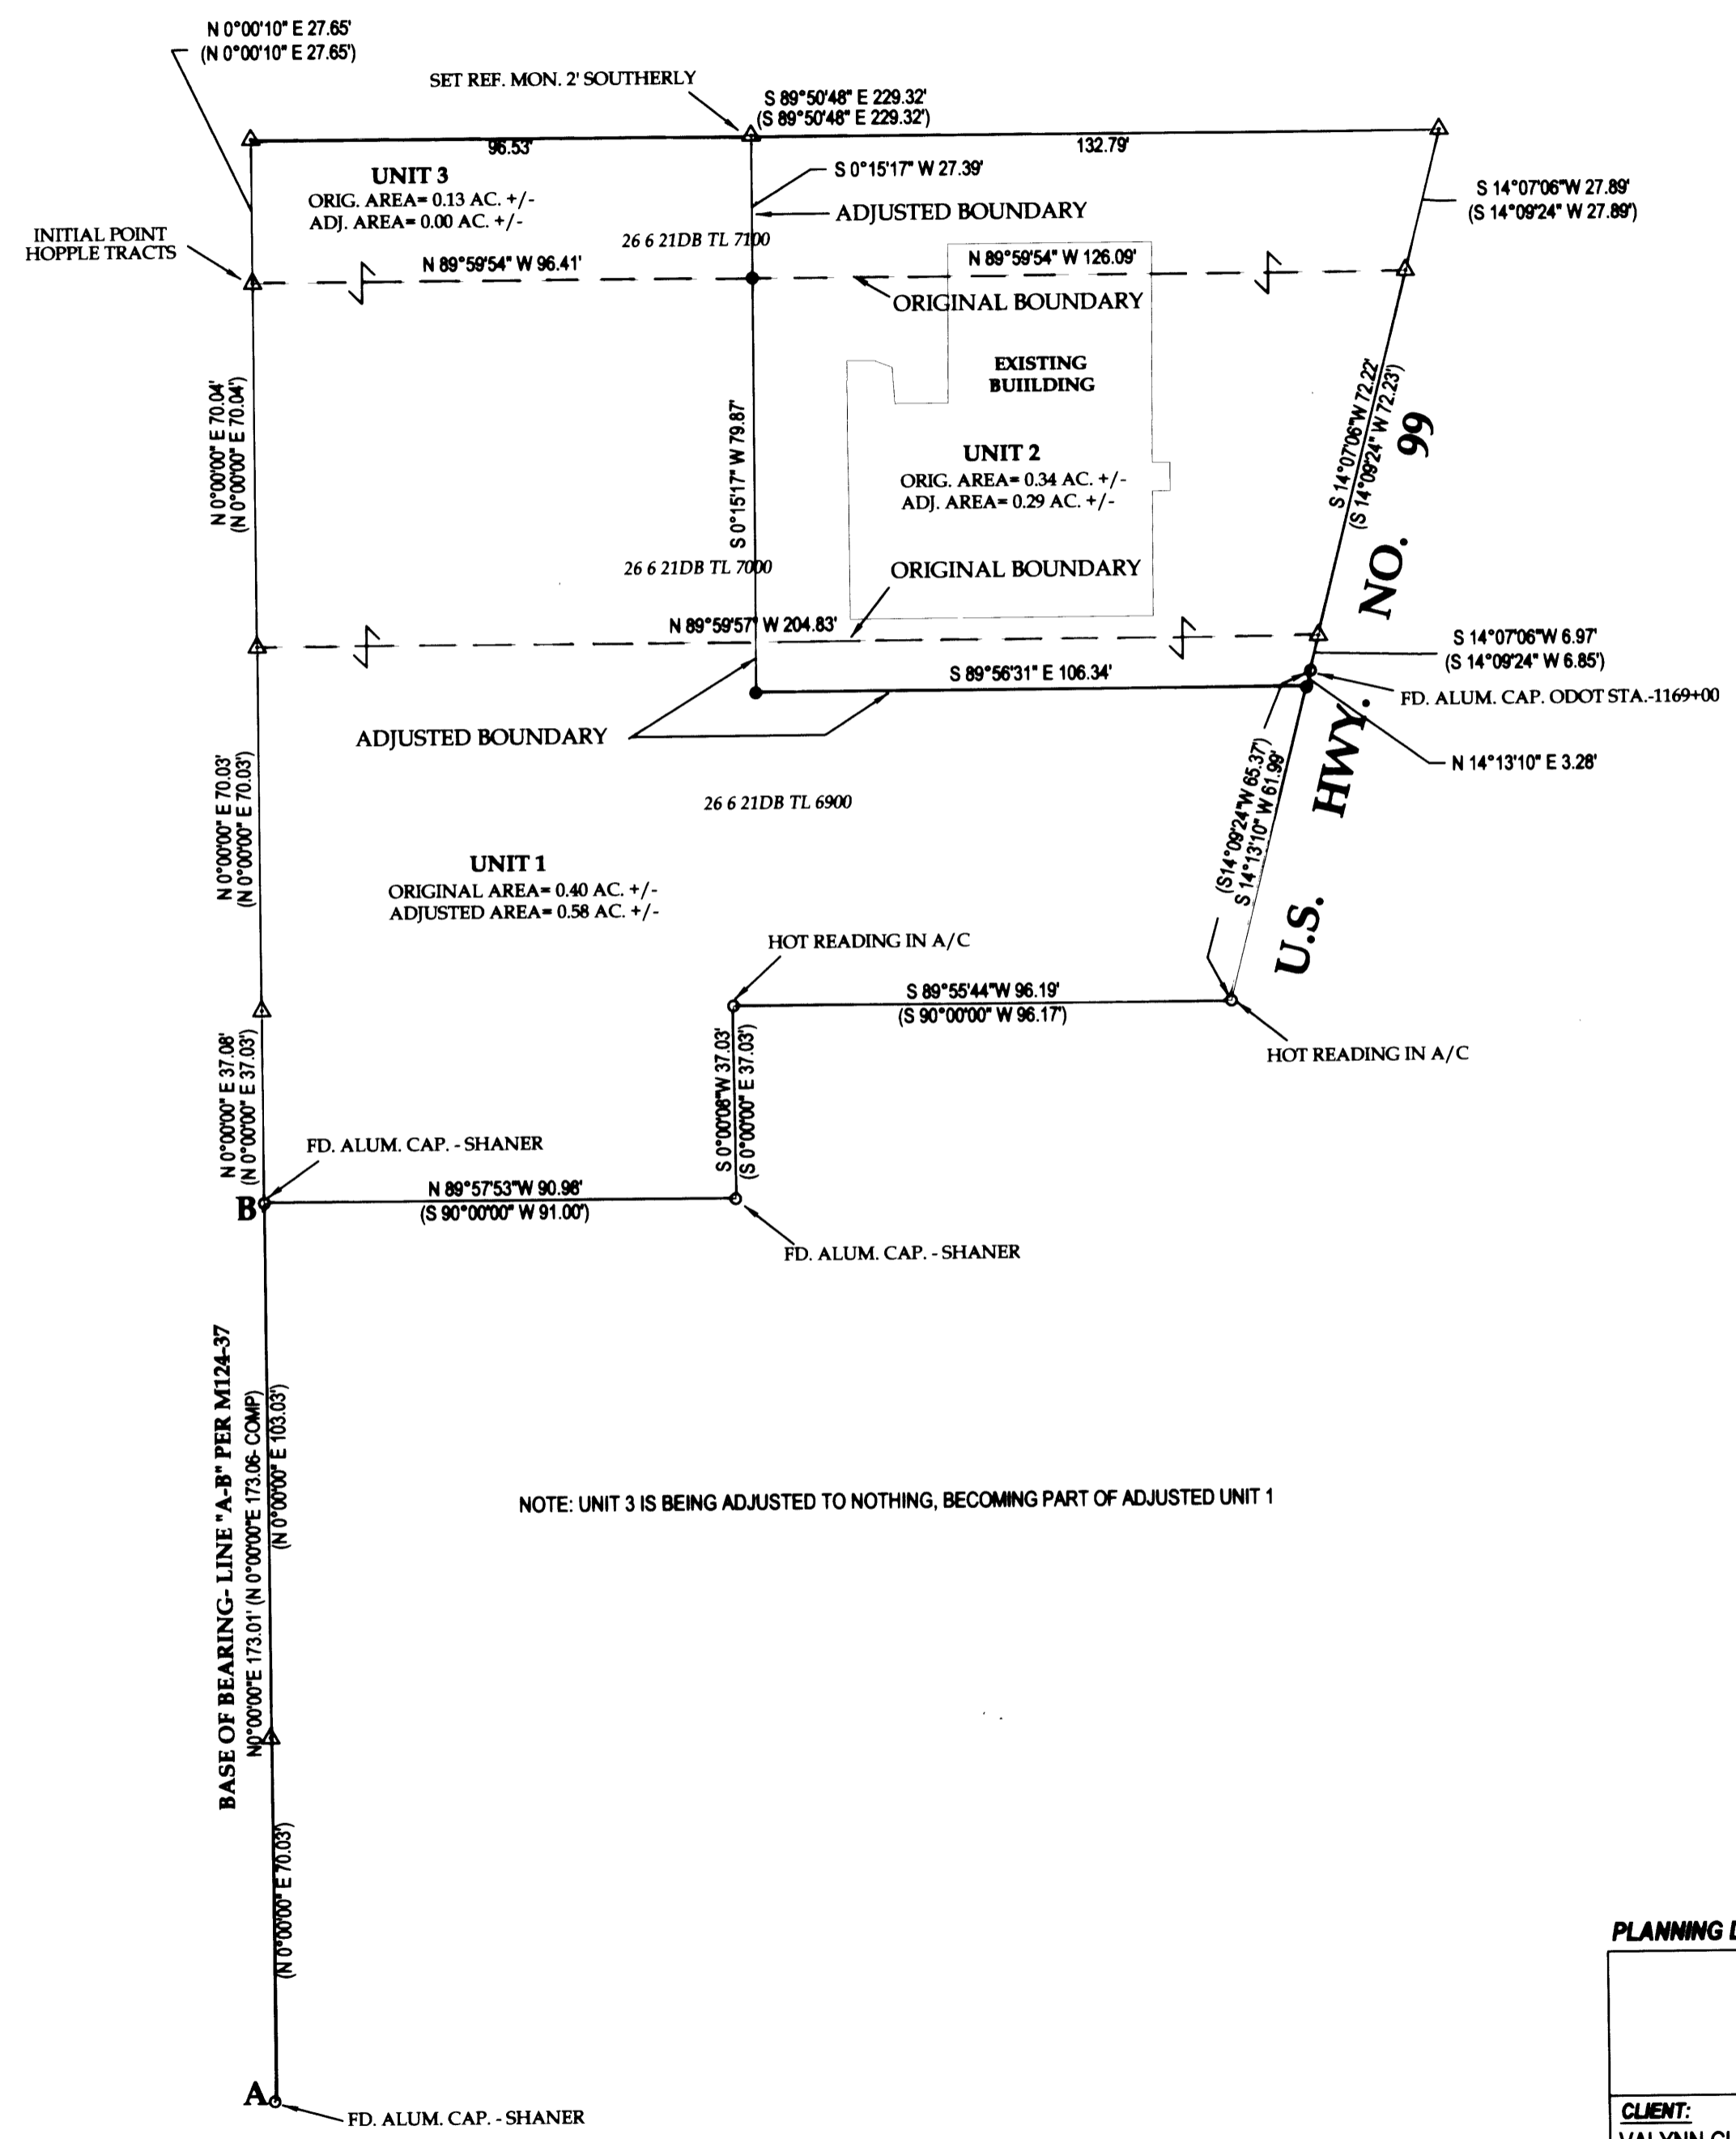 N 0°00'10" E 27.65'
(N 0°00'10" E 27.65')
SET REF. MON. 2' SOUTHERLY
S 89°50'48" E 229.32'
(S 89°50'48" E 229.32')
96.53'
132.79'
UNIT 3
ORIG. AREA= 0.13 AC. +/-
ADJ. AREA= 0.00 AC. +/-
S 0°15'17" W 27.39'
ADJUSTED BOUNDARY
S 14°07'06"W 27.89'
(S 14°09'24" W 27.89')
INITIAL POINT
HOPPLE TRACTS
26 6 21DB TL 7100
N 89°59'54" W 96.41'
N 89°59'54" W 126.09'
ORIGINAL BOUNDARY
EXISTING
BUIILDING
N 0°00'00" E 70.04'
(N 0°00'00" E 70.04')
S 0°15'17" W 79.87'
UNIT 2
ORIG. AREA= 0.34 AC. +/-
ADJ. AREA= 0.29 AC. +/-
S 14°07'06"W 72.22'
(S 14°09'24" W 72.23')
U.S. HWY. NO. 99
26 6 21DB TL 7000
ORIGINAL BOUNDARY
N 89°59'57" W 204.83'
S 14°07'06"W 6.97'
(S 14°09'24" W 6.85')
S 89°56'31" E 106.34'
FD. ALUM. CAP. ODOT STA.-1169+00
ADJUSTED BOUNDARY
N 14°13'10" E 3.28'
N 0°00'00" E 70.03'
(N 0°00'00" E 70.03')
26 6 21DB TL 6900
(S14°09'24"W 65.37')
S 14°13'10" W 61.99'
UNIT 1
ORIGINAL AREA= 0.40 AC. +/-
ADJUSTED AREA= 0.58 AC. +/-
HOT READING IN A/C
S 89°55'44"W 96.19'
(S 90°00'00" W 96.17')
HOT READING IN A/C
N 0°00'00" E 37.08'
(N 0°00'00" E 37.03')
S 0°00'08"W 37.03'
(S 0°00'00" E 37.03')
FD. ALUM. CAP. - SHANER
B
N 89°57'53"W 90.98'
(S 90°00'00" W 91.00')
FD. ALUM. CAP. - SHANER
BASE OF BEARING- LINE "A-B" PER M124-37
N0°00'00"E 173.01' (N 0°00'00"E 173.06- COMP)
(N 0°00'00" E 103.03')
NOTE: UNIT 3 IS BEING ADJUSTED TO NOTHING, BECOMING PART OF ADJUSTED UNIT 1
(N 0°00'00" E 70.03')
A
FD. ALUM. CAP. - SHANER
PLANNING
CLIENT: